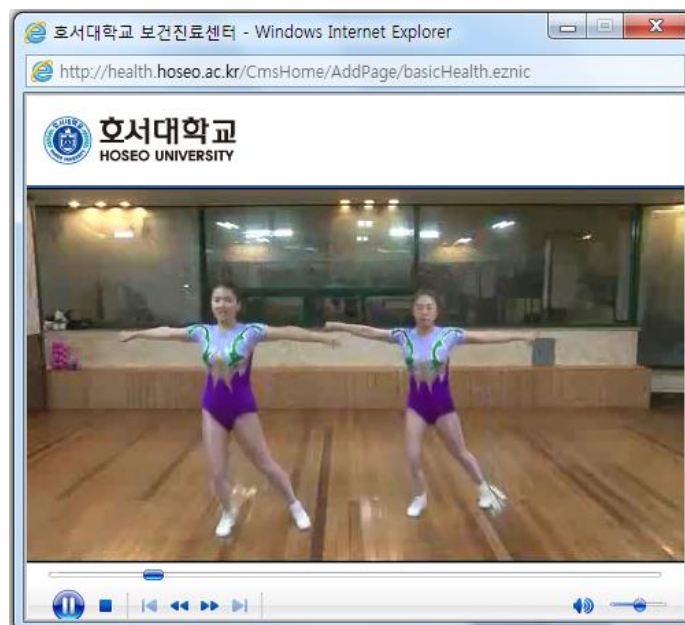 호서대학교 보건진료센터 - Windows Internet Explorer
http://health.hoseo.ac.kr/CmsHome/AddPage/basicHealth.eznic
호서대학교
HOSEO UNIVERSITY